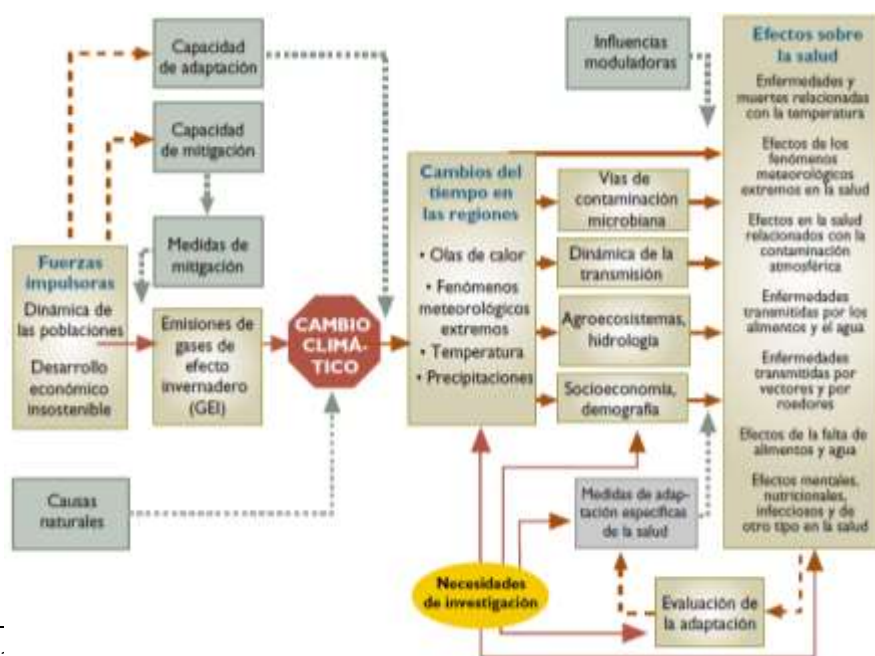 Capacidad
de adaptación
Capacidad
de mitigación
Medidas de
mitigación
Fuerzas
impulsoras
Dinámica de
las poblaciones
Desarrollo
económico
insostenible
Emisiones de
gases de
efecto
invernadero
(GEI)
CAMBIO
CLIMÁ-
TICO
Causas
naturales
Cambios del
tiempo en
las regiones
• Olas de calor
• Fenómenos
meteorológicos
extremos
• Temperatura
• Precipitaciones
Influencias
moduladoras
Vías de
contaminación
microbiana
Dinámica de la
transmisión
Agroecosistemas,
hidrología
Socioeconomía,
demografía
Medidas de adap-
tación específicas
de la salud
Necesidades
de investigación
Evaluación de
la adaptación
Efectos sobre
la salud
Enfermedades y
muertes relacionadas
con la temperatura
Efectos de los
fenómenos
meteorológicos
extremos en la salud
Efectos en la salud
relacionados con la
contaminación
atmosférica
Enfermedades
transmitidas por los
alimentos y el agua
Enfermedades
transmitidas por
vectores y por
roedores
Efectos de la falta de
alimentos y agua
Efectos mentales,
nutricionales,
infecciosos y de
otro tipo en la salud